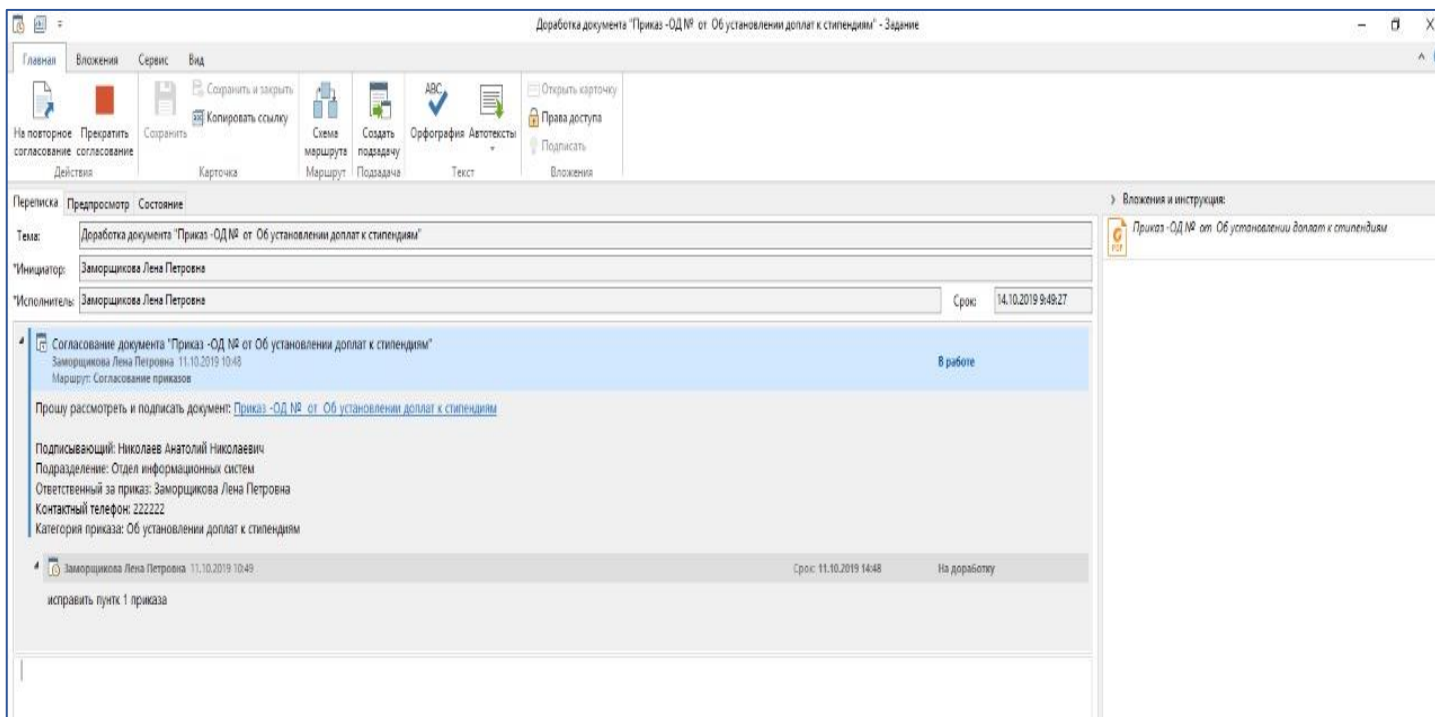 Доработка документа "Приказ -ОД № от Об установлении доплат к стипендиям" - Задание
Главная Вложения Сервис Вид
На повторное согласование
Прекратить согласование
Сохранить
Сохранить и закрыть
Копировать ссылку
Схема маршрута
Создать подзадачу
ABC
Орфография
Автотексты
Открыть карточку
Права доступа
Подписать
Действия Карточка Маршрут Подзадача Текст Вложения
Переписка Предпросмотр Состояние
Вложения и инструкция:
Тема: Доработка документа "Приказ -ОД № от Об установлении доплат к стипендиям"
PDF Приказ -ОД № от Об установлении доплат к стипендиям
*Инициатор: Заморщикова Лена Петровна
*Исполнитель: Заморщикова Лена Петровна Срок: 14.10.2019 9:49:27
Согласование документа "Приказ -ОД № от Об установлении доплат к стипендиям"
Заморщикова Лена Петровна 11.10.2019 10:48 В работе
Маршрут: Согласование приказов
Прошу рассмотреть и подписать документ: Приказ -ОД № от Об установлении доплат к стипендиям
Подписывающий: Николаев Анатолий Николаевич
Подразделение: Отдел информационных систем
Ответственный за приказ: Заморщикова Лена Петровна
Контактный телефон: 222222
Категория приказа: Об установлении доплат к стипендиям
Заморщикова Лена Петровна 11.10.2019 10:49 Срок: 11.10.2019 14:48 На доработку
исправить пунтк 1 приказа